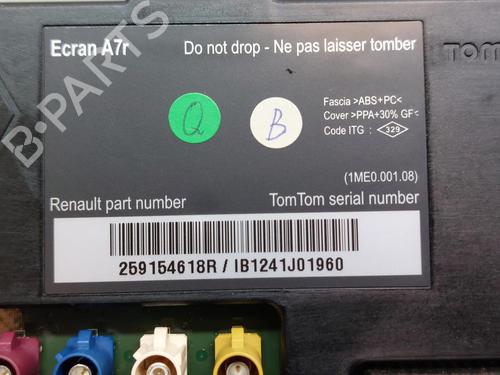 Ecran A7r
Do not drop - Ne pas laisser tomber
TOM
Q
B
Fascia >ABS+PC<
Cover >PPA+30% GF<
Code ITG : 329
(1ME0.001.08)
Renault part number
TomTom serial number
259154618R / IB1241J01960
B-Parts